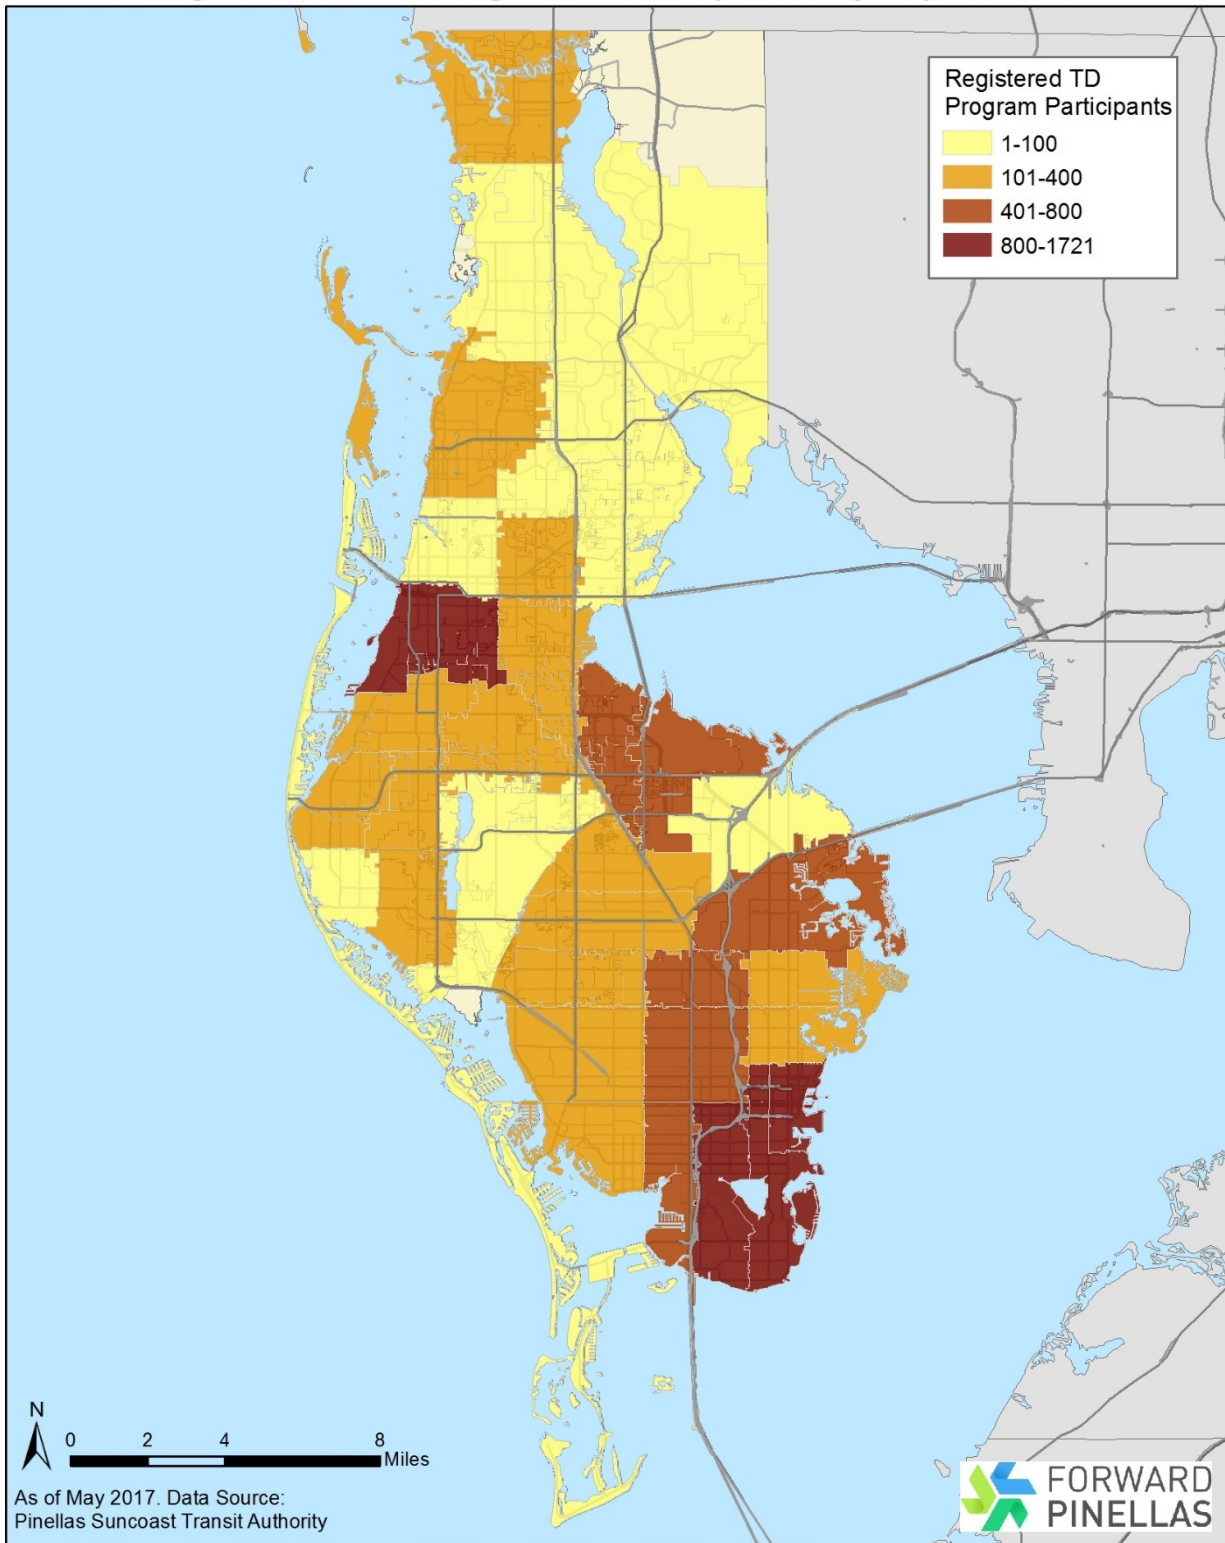 Registered TD
Program Participants
1-100
101-400
401-800
800-1721
N
0 2 4 8
Miles
As of May 2017. Data Source:
Pinellas Suncoast Transit Authority
FORWARD
PINELLAS